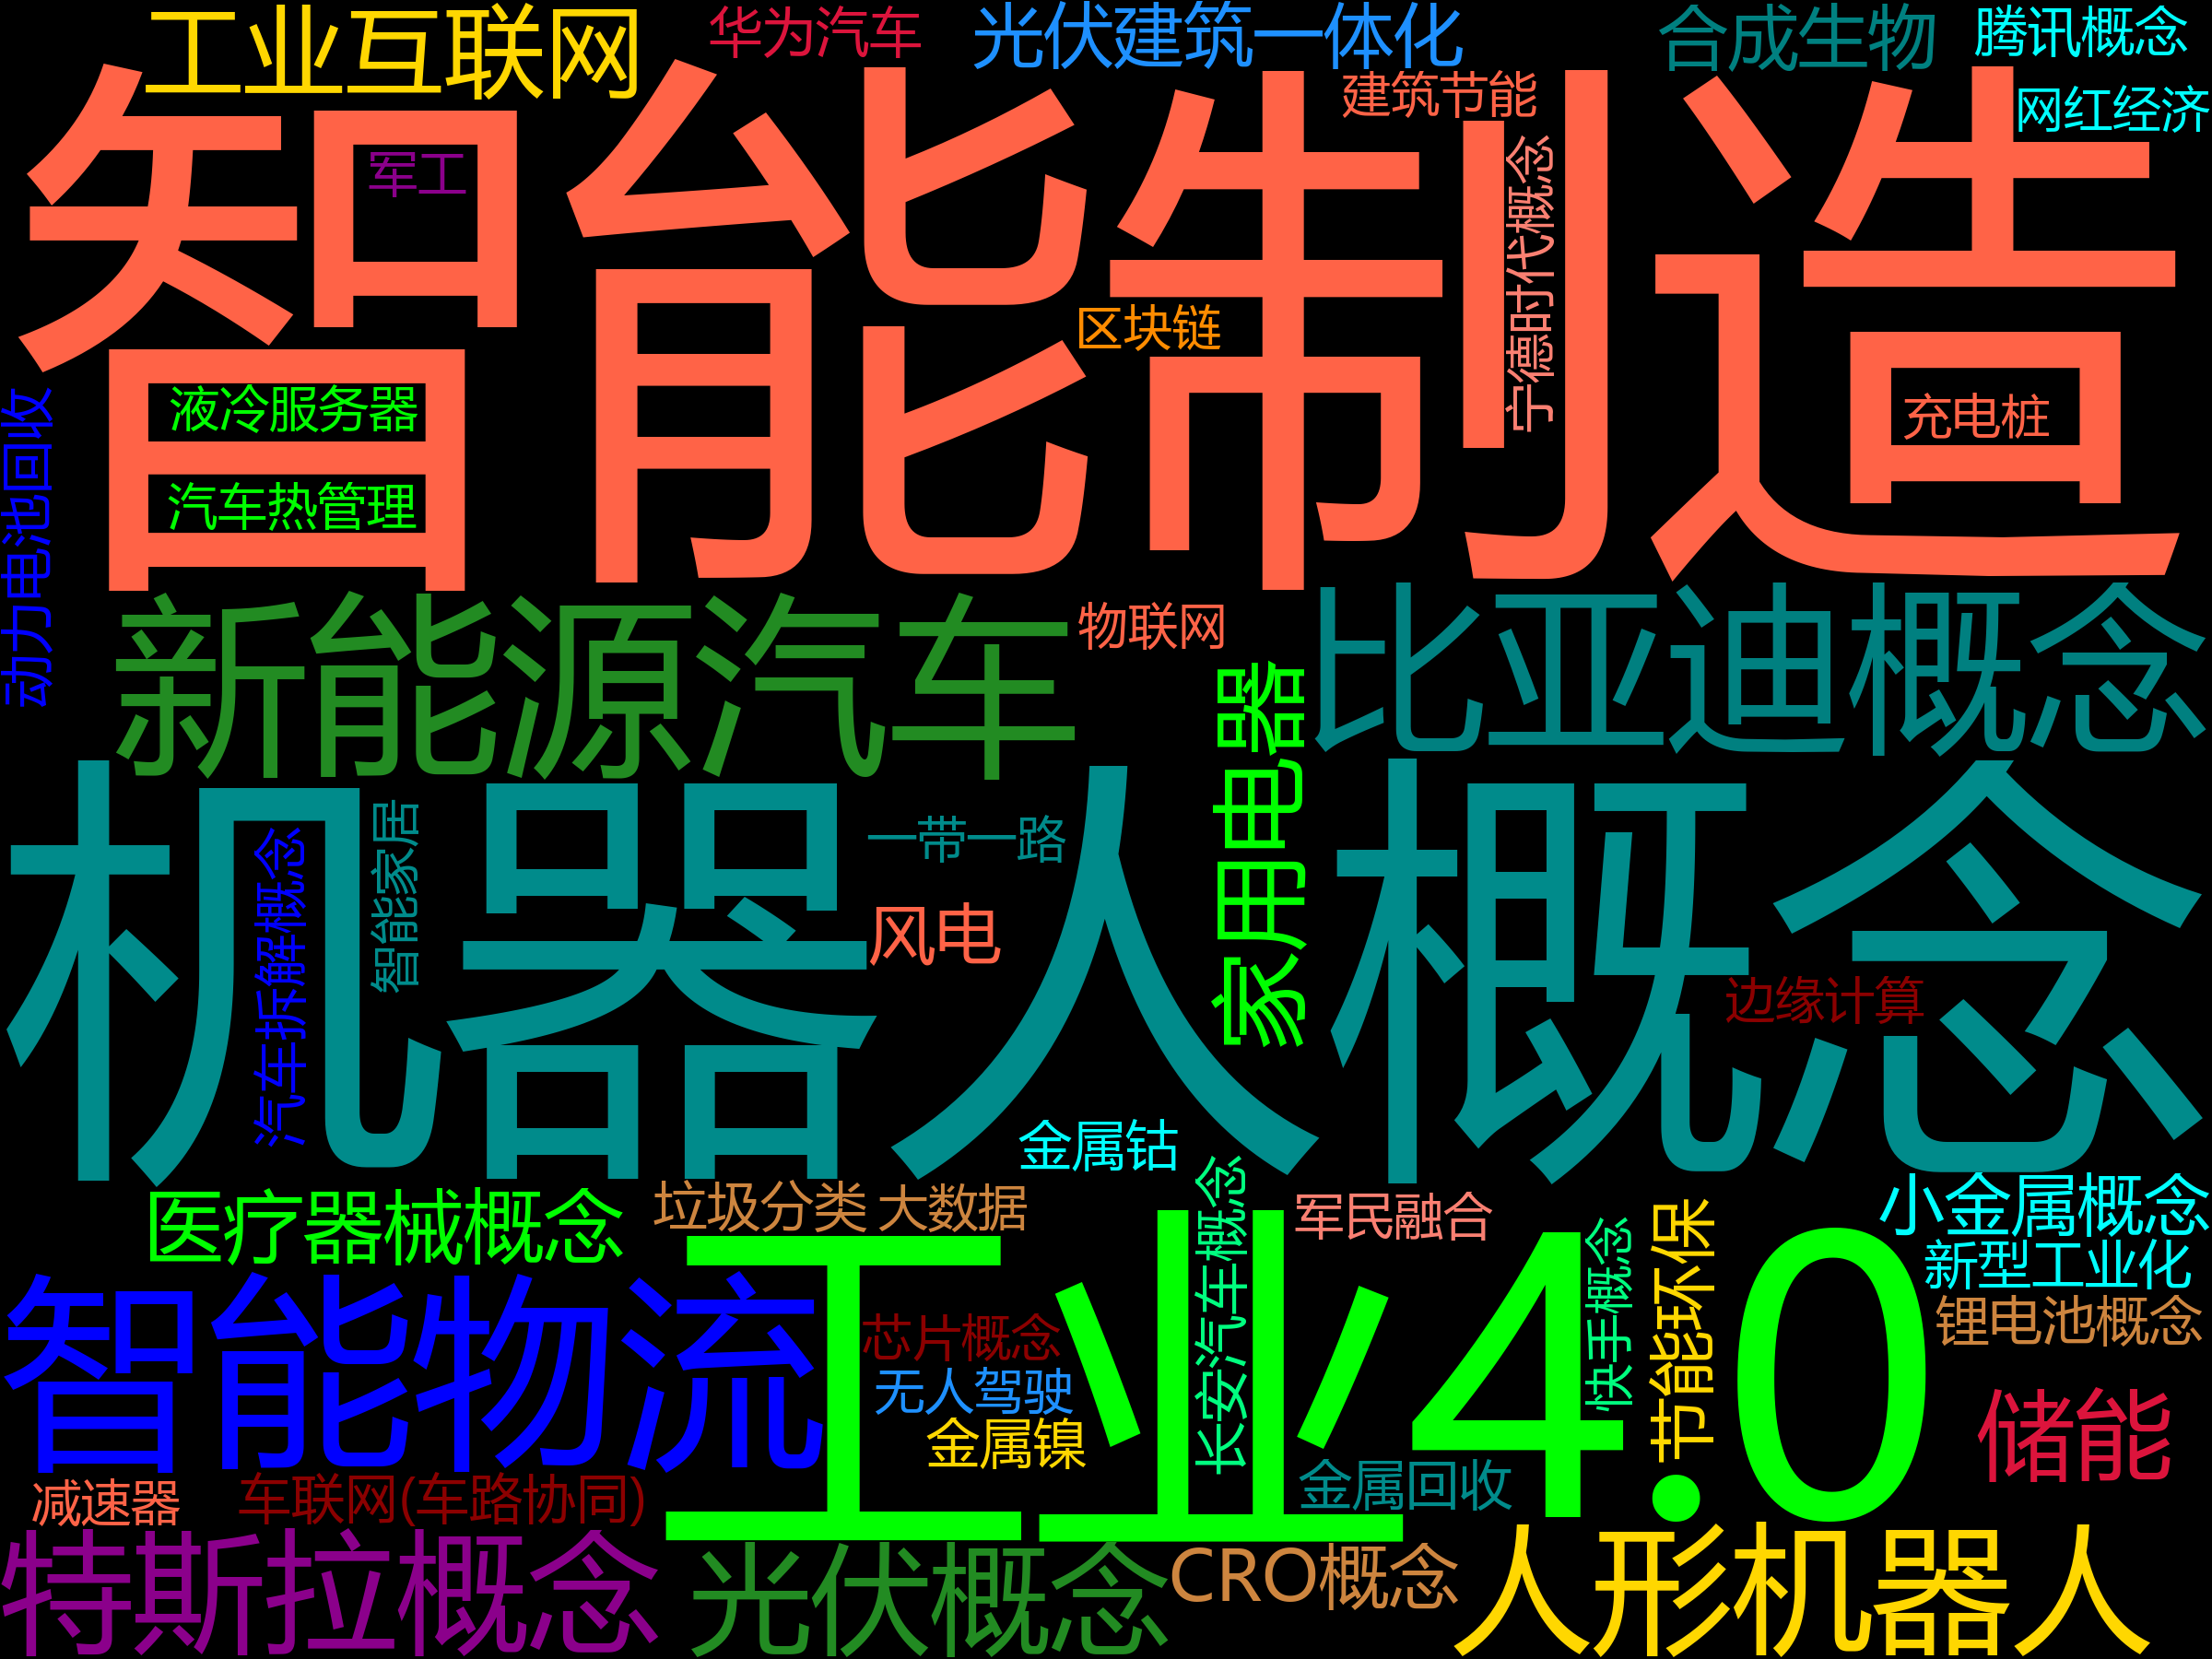 工业互联网
华为汽车
光伏建筑一体化
合成生物
腾讯概念
建筑节能
网红经济
智能制造
军工
宁德时代概念
区块链
液冷服务器
充电桩
汽车热管理
动力电池回收
新能源汽车
物联网
比亚迪概念
家用电器
机器人概念
智能家居
一带一路
汽车拆解概念
风电
边缘计算
金属钴
医疗器械概念
垃圾分类
大数据
长安汽车概念
军民融合
节能环保
小金属概念
新型工业化
工业4.0
智能物流
芯片概念
快手概念
锂电池概念
无人驾驶
金属镍
储能
减速器
车联网(车路协同)
金属回收
特斯拉概念
光伏概念
CRO概念
人形机器人